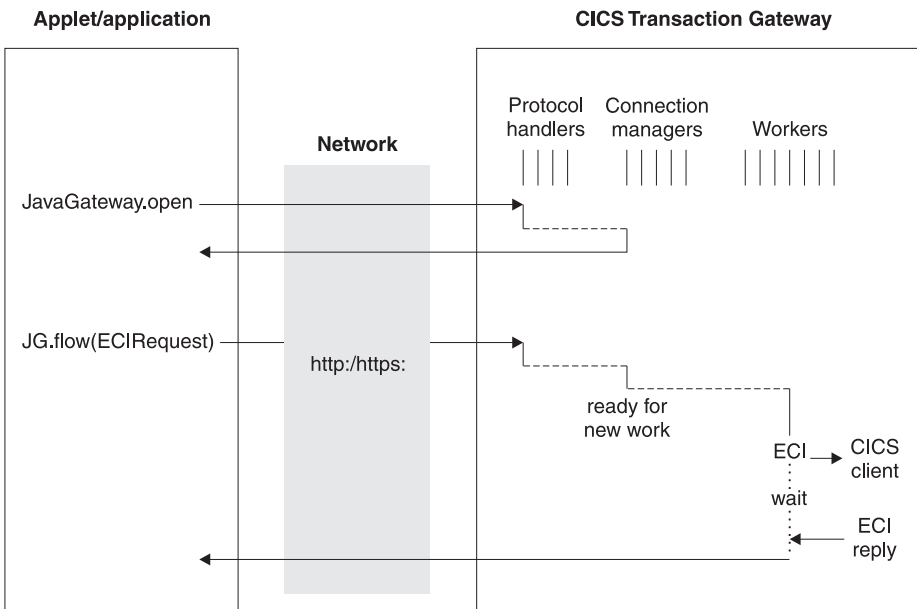 Applet/application
CICS Transaction Gateway
Protocol
handlers
Connection
managers
Workers
Network
JavaGateway.open
JG.flow(ECIRequest)
http:/https:
ready for
new work
ECI
CICS
client
wait
ECI
reply